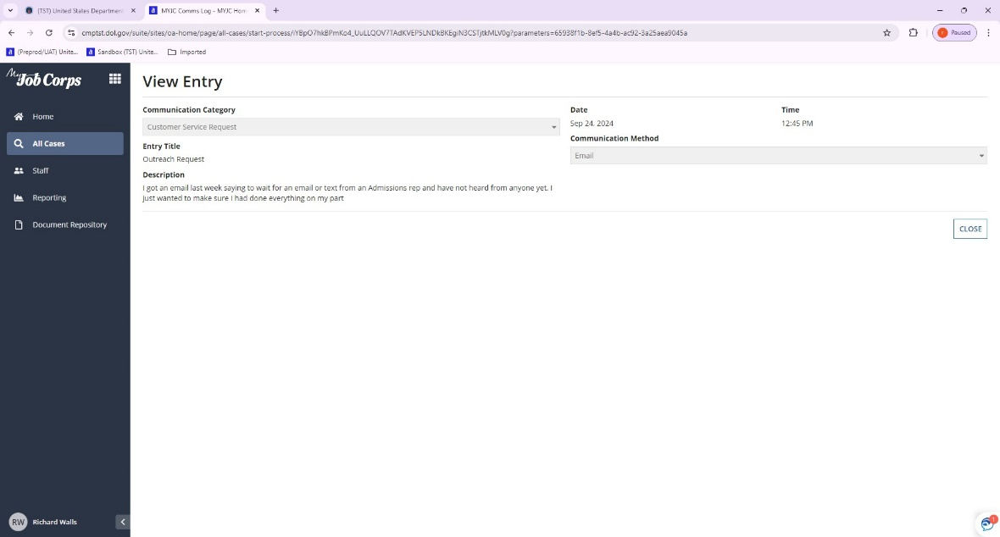 (TST) United States Department
MYJC Comms Log - MYJC Hom
cmptst.dol.gov/suite/sites/oa-home/page/all-cases/start-process/iYBpO7hkBPmKo4_UuLLQOV7TAdKVEP5LNDkBKEgiN3CSTjtkMLV0g?parameters=65938f1b-8ef5-4a4b-ac92-3a25aea9045a
r
Paused
(Preprod/UAT) Unite...
Sandbox (TST) Unite...
Imported
My Job Corps
Home
All Cases
Staff
Reporting
Document Repository
View Entry
Communication Category
Customer Service Request
Entry Title
Outreach Request
Description
I got an email last week saying to wait for an email or text from an Admissions rep and have not heard from anyone yet. I
just wanted to make sure I had done everything on my part
Date
Sep 24, 2024
Time
12:45 PM
Communication Method
Email
CLOSE
RW
Richard Walls
1